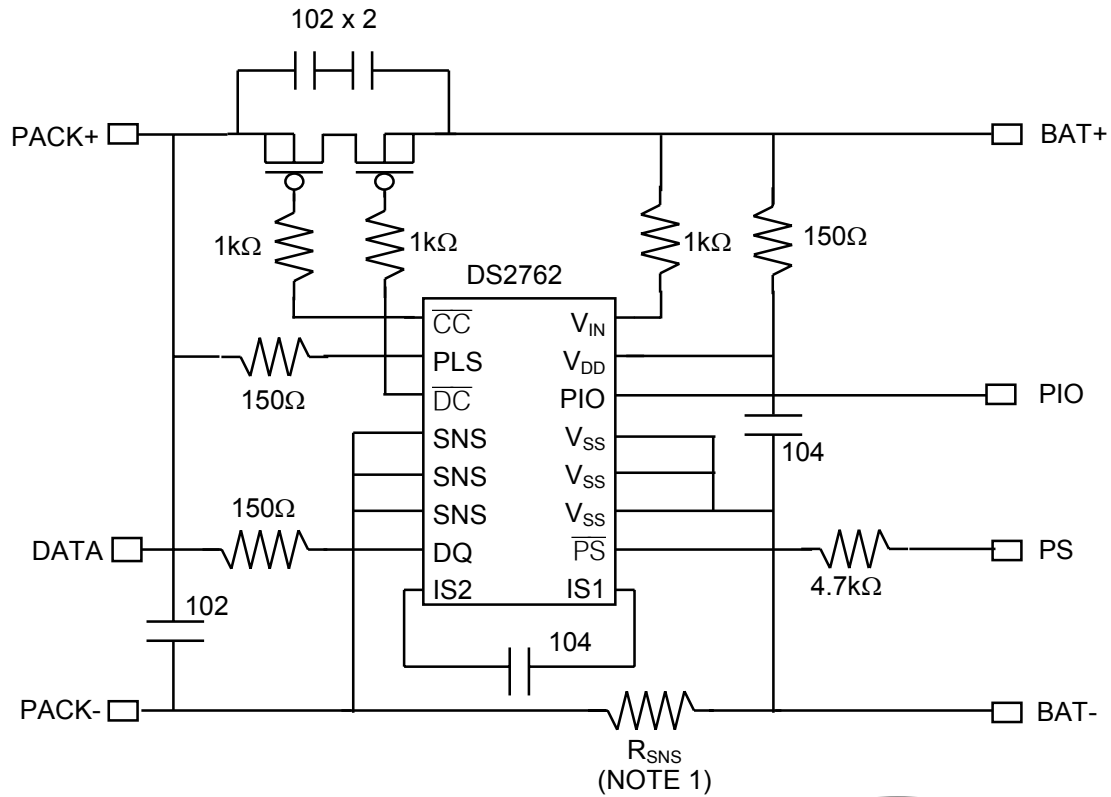 102 x 2
PACK+
BAT+
1kΩ
1kΩ
1kΩ
150Ω
DS2762
CC
VIN
PLS
VDD
150Ω
DC
PIO
PIO
SNS
VSS
104
SNS
VSS
150Ω
SNS
VSS
DATA
DQ
PS
PS
4.7kΩ
IS2
IS1
102
104
PACK-
BAT-
RSNS
(NOTE 1)